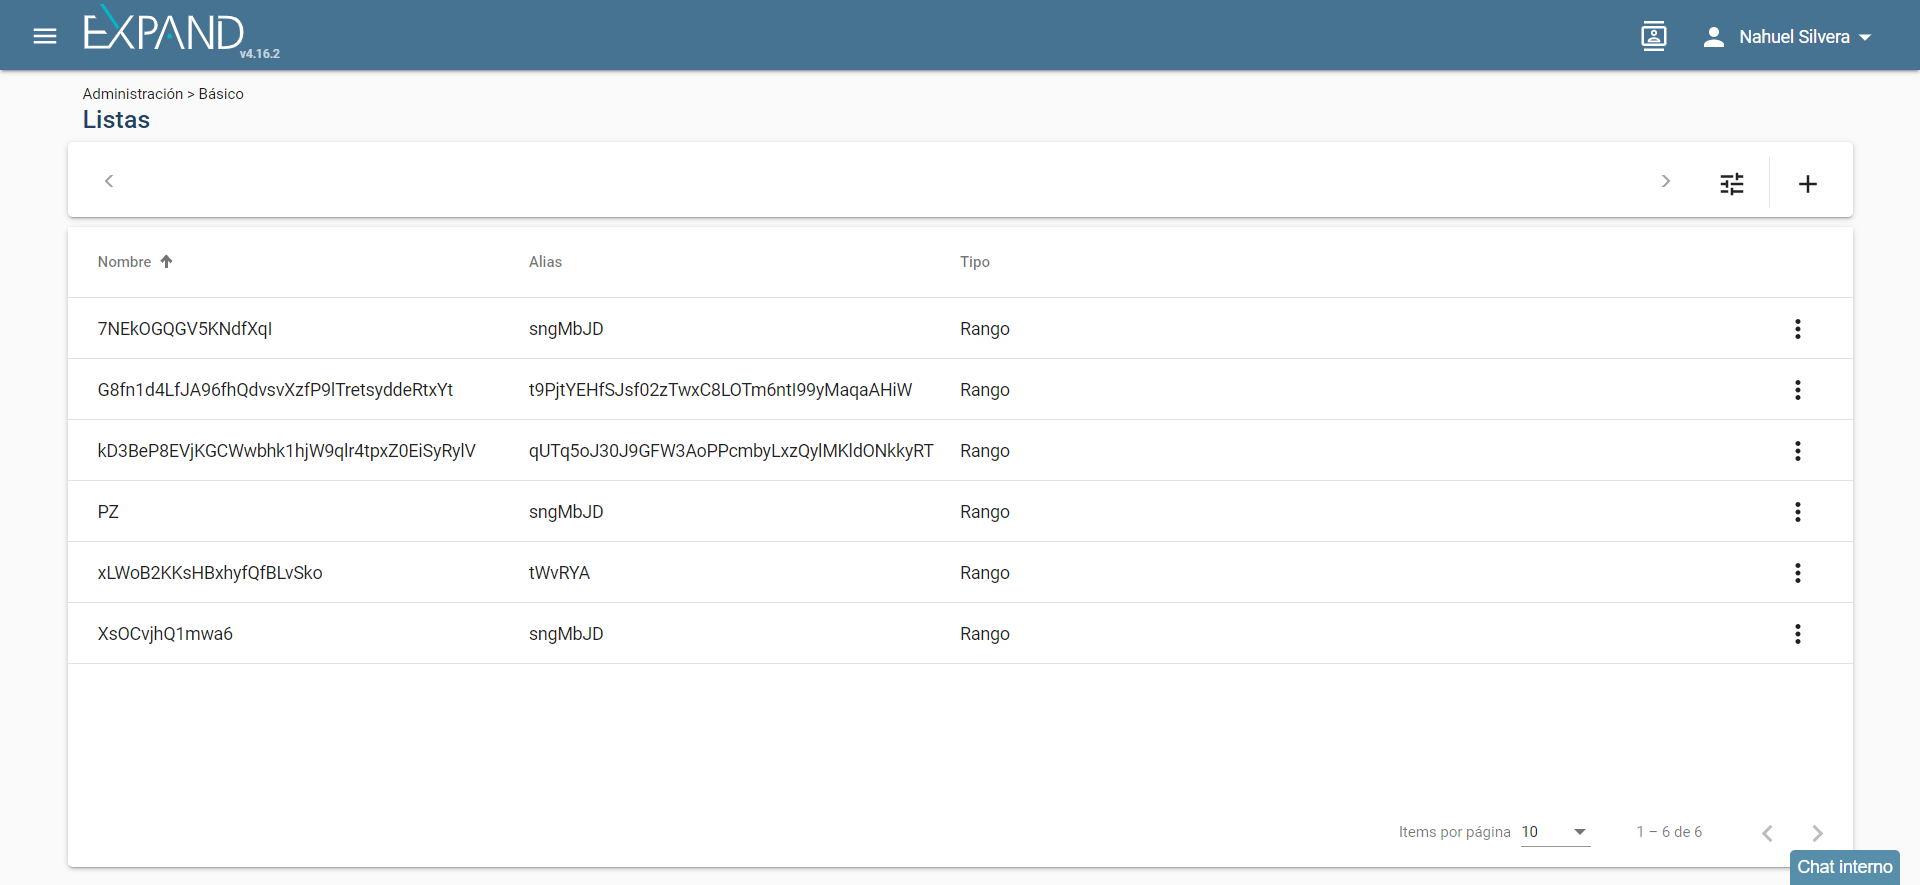 EXPAND
v4.16.2
Nahuel Silvera
Administración > Básico
Listas
Nombre Alias Tipo
7NEkOGQGV5KNdfXqI sngMbJD Rango
G8fn1d4LfJA96fhQdvsvXzfP9lTretsyddeRtxYt t9PjtYEHfSJsf02zTwxC8LOTm6ntI99yMaqaAHiW Rango
kD3BeP8EVjKGCWwbhk1hjW9qlr4tpxZ0EiSyRylV qUTq5oJ30J9GFW3AoPPcmbyLxzQylMKldONkkyRT Rango
PZ sngMbJD Rango
xLWoB2KKsHBxhyfQfBLvSko tWvRYA Rango
XsOCvjhQ1mwa6 sngMbJD Rango
Items por página 10 1 – 6 de 6
Chat interno